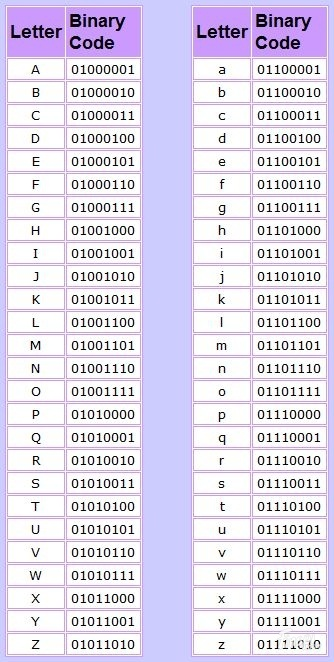 Letter Binary Code
A 01000001
B 01000010
C 01000011
D 01000100
E 01000101
F 01000110
G 01000111
H 01001000
I 01001001
J 01001010
K 01001011
L 01001100
M 01001101
N 01001110
O 01001111
P 01010000
Q 01010001
R 01010010
S 01010011
T 01010100
U 01010101
V 01010110
W 01010111
X 01011000
Y 01011001
Z 01011010
Letter Binary Code
a 01100001
b 01100010
c 01100011
d 01100100
e 01100101
f 01100110
g 01100111
h 01101000
i 01101001
j 01101010
k 01101011
l 01101100
m 01101101
n 01101110
o 01101111
p 01110000
q 01110001
r 01110010
s 01110011
t 01110100
u 01110101
v 01110110
w 01110111
x 01111000
y 01111001
z 01111010